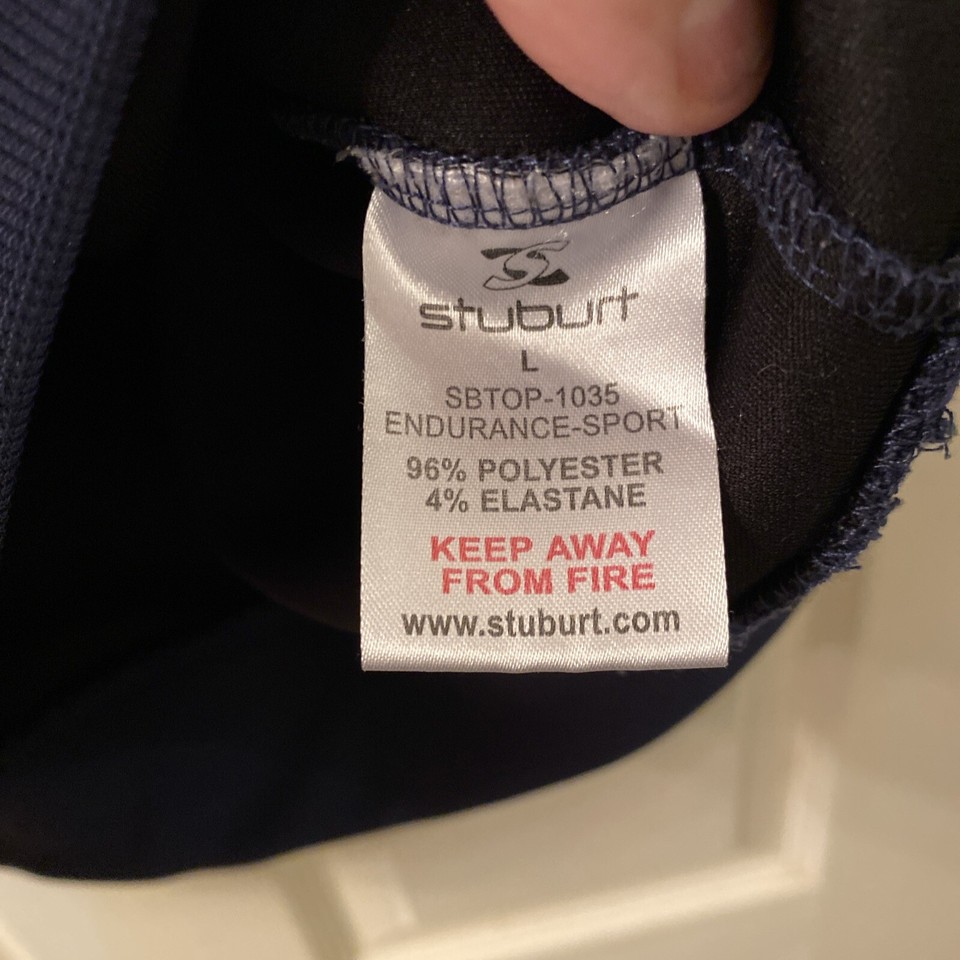 stuburt
L
SBTOP-1035
ENDURANCE-SPORT
96% POLYESTER
4% ELASTANE
KEEP AWAY
FROM FIRE
www.stuburt.com